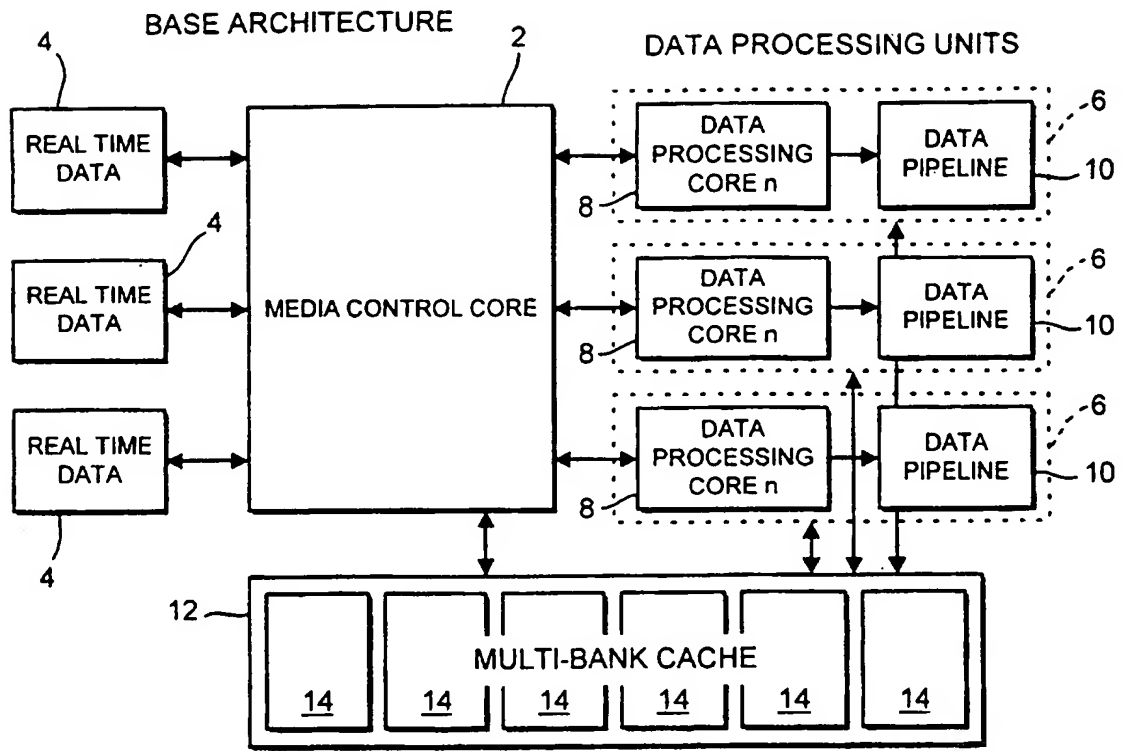 BASE ARCHITECTURE
DATA PROCESSING UNITS
4
2
REAL TIME
DATA
MEDIA CONTROL CORE
DATA
PROCESSING
CORE n
8
DATA
PIPELINE
6
10
4
REAL TIME
DATA
DATA
PROCESSING
CORE n
8
DATA
PIPELINE
6
10
REAL TIME
DATA
4
DATA
PROCESSING
CORE n
8
DATA
PIPELINE
6
10
12
MULTI-BANK CACHE
14 14 14 14 14 14